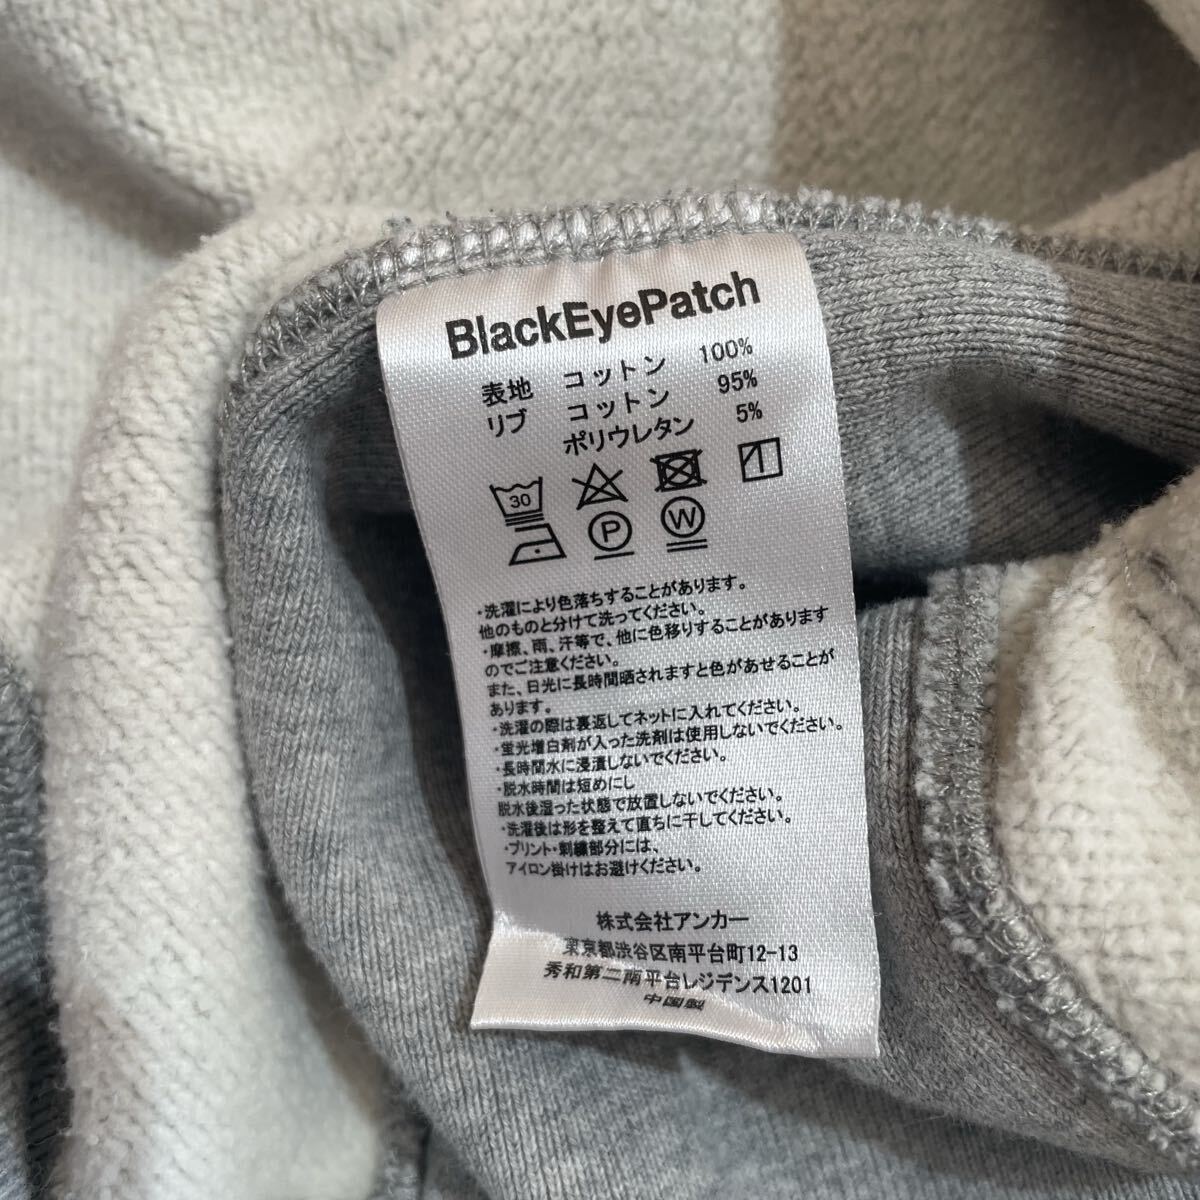 BlackEyePatch
表地 コットン 100%
リブ コットン 95%
ポリウレタン 5%
30
P W
・洗濯により色落ちすることがあります。
他のものと分けて洗ってください。
・摩擦、雨、汗等で、他に色移りすることがあります
のでご注意ください。
また、日光に長時間晒されますと色があせることが
あります。
・洗濯の際は裏返してネットに入れてください。
・蛍光増白剤が入った洗剤は使用しないでください。
・長時間水に浸漬しないでください。
・脱水時間は短めにし
脱水後湿った状態で放置しないでください。
・洗濯後は形を整えて直ちに干してください。
・プリント・刺繍部分には、
アイロン掛けはお避けください。
株式会社アンカー
東京都渋谷区南平台町12-13
秀和第二南平台レジデンス1201
中国製